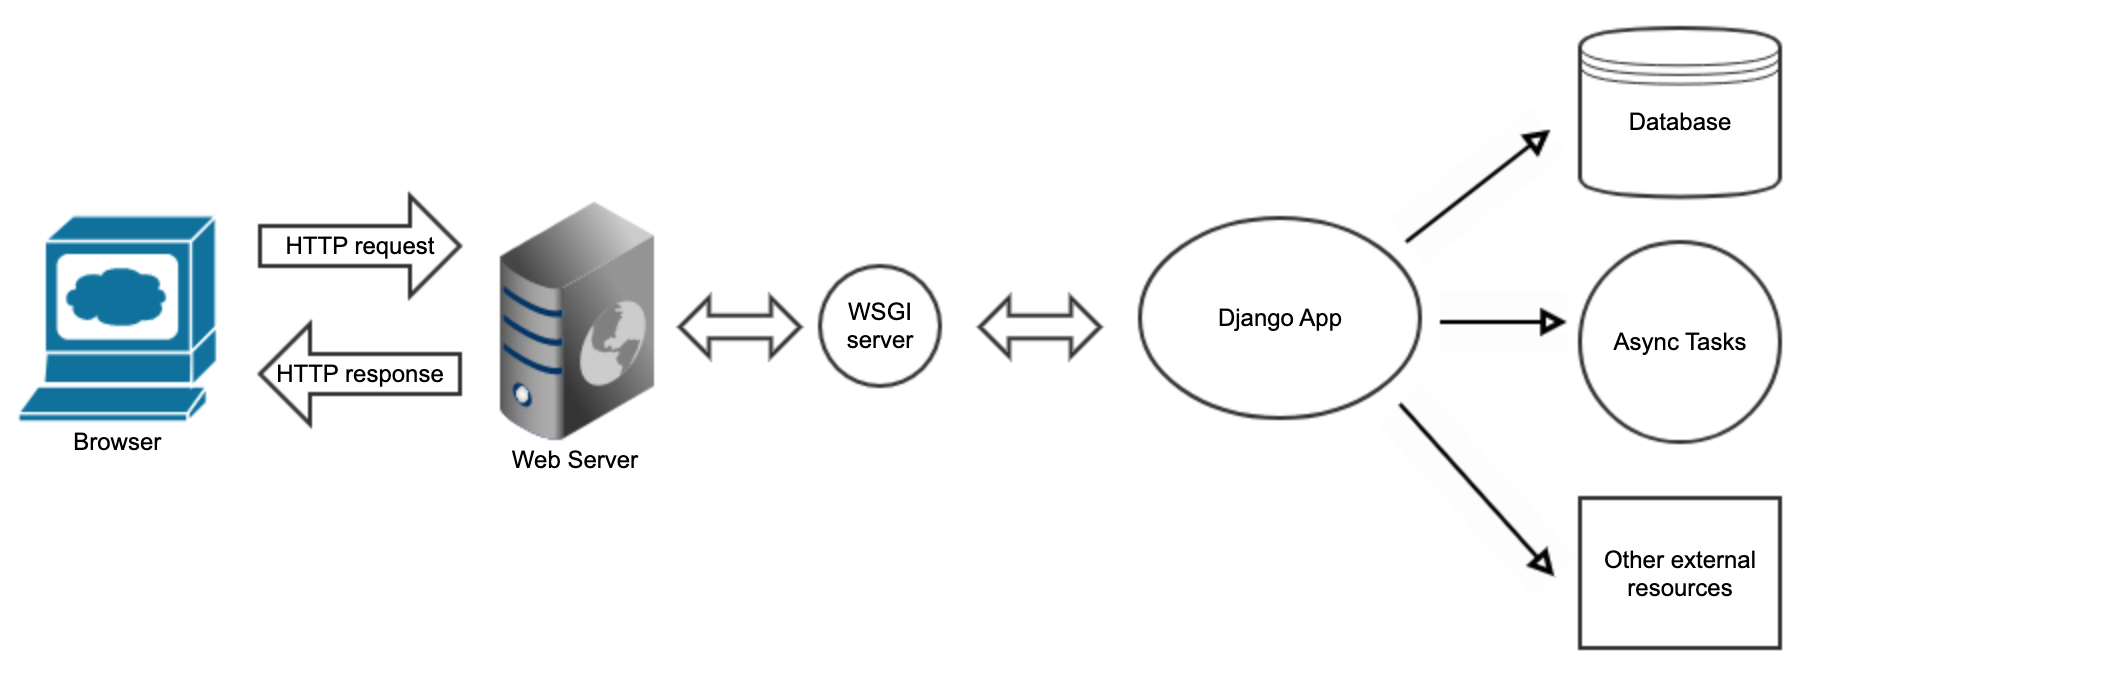 HTTP request
HTTP response
Browser
Web Server
WSGI
server
Django App
Database
Async Tasks
Other external
resources